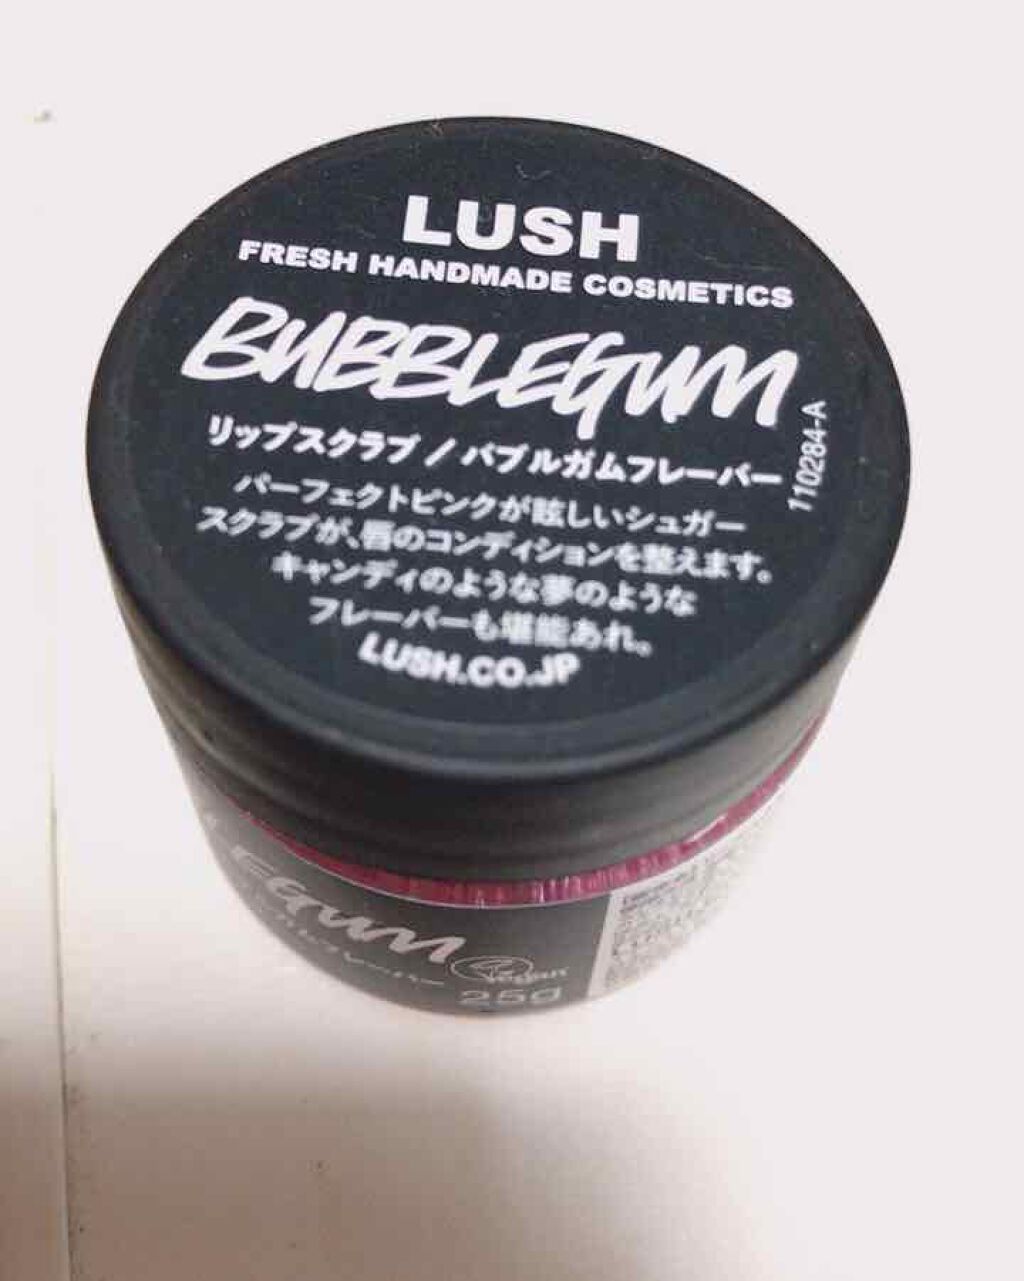 LUSH
FRESH HANDMADE COSMETICS
BUBBLEGUM
リップスクラブ / バブルガムフレーバー
110284-A
パーフェクトピンクが眩しいシュガー
スクラブが、唇のコンディションを整えます。
キャンディのような夢のような
フレーバーも堪能あれ。
LUSH.CO.JP
EGUM
vegan
25g